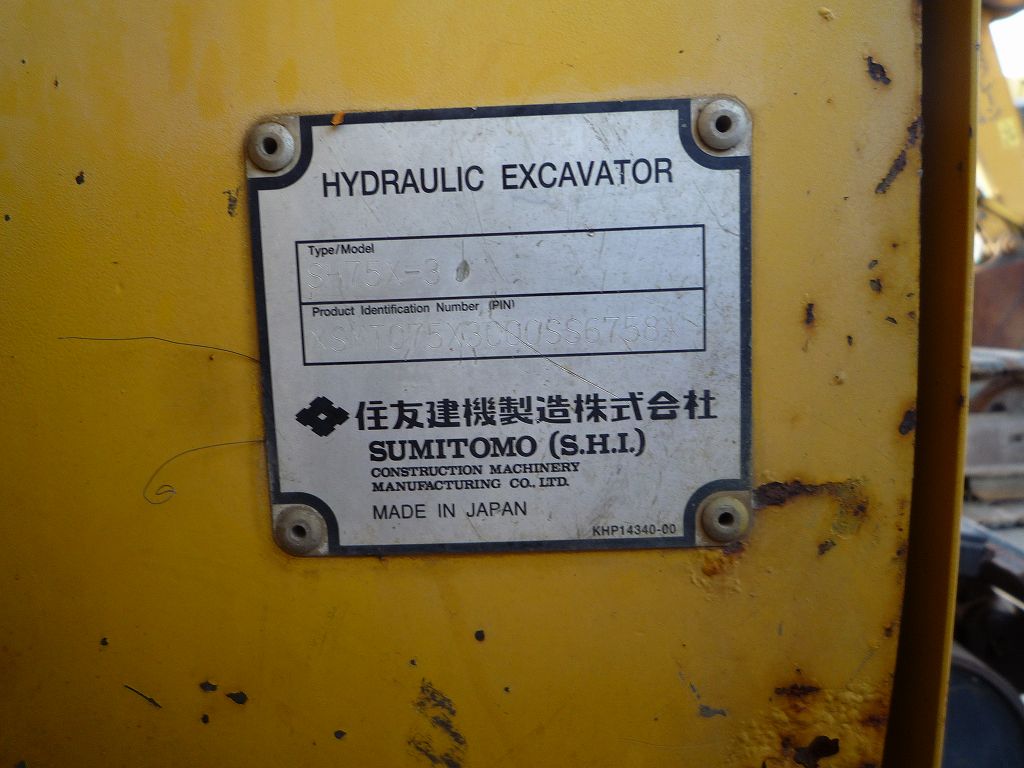 HYDRAULIC EXCAVATOR
Type/Model
SH75X-3
Product Identification Number (PIN)
住友建機製造株式会社
SUMITOMO (S.H.I.)
CONSTRUCTION MACHINERY
MANUFACTURING CO., LTD.
MADE IN JAPAN
KHP14340-00